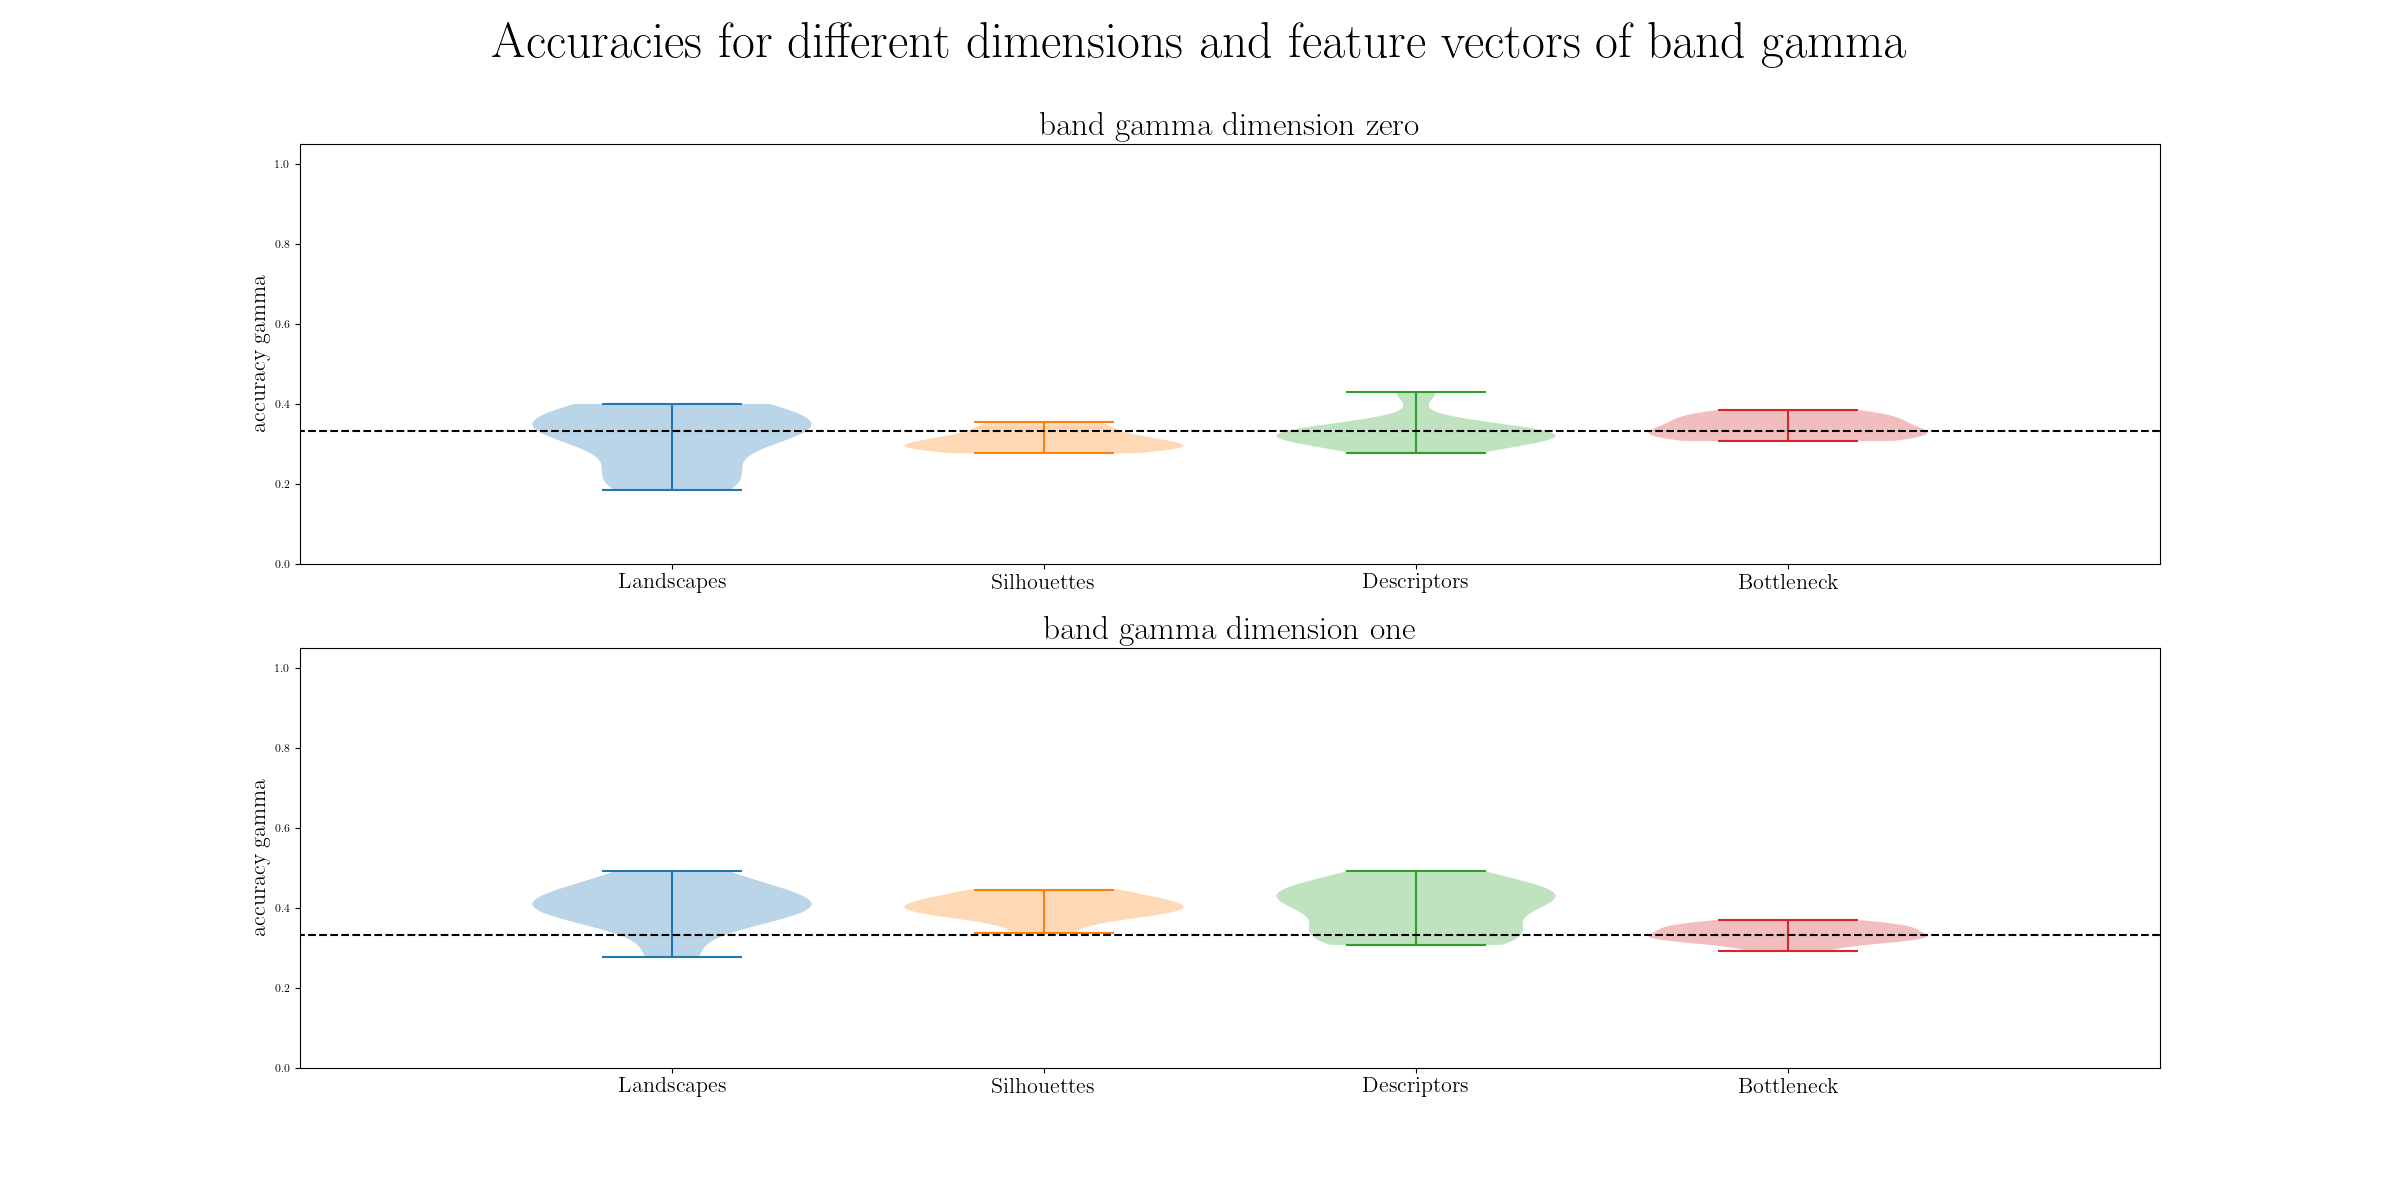 Accuracies for different dimensions and feature vectors of band gamma
band gamma dimension zero
1.0
0.8
0.6
0.4
0.2
0.0
accuracy gamma
Landscapes Silhouettes Descriptors Bottleneck
band gamma dimension one
1.0
0.8
0.6
0.4
0.2
0.0
accuracy gamma
Landscapes Silhouettes Descriptors Bottleneck